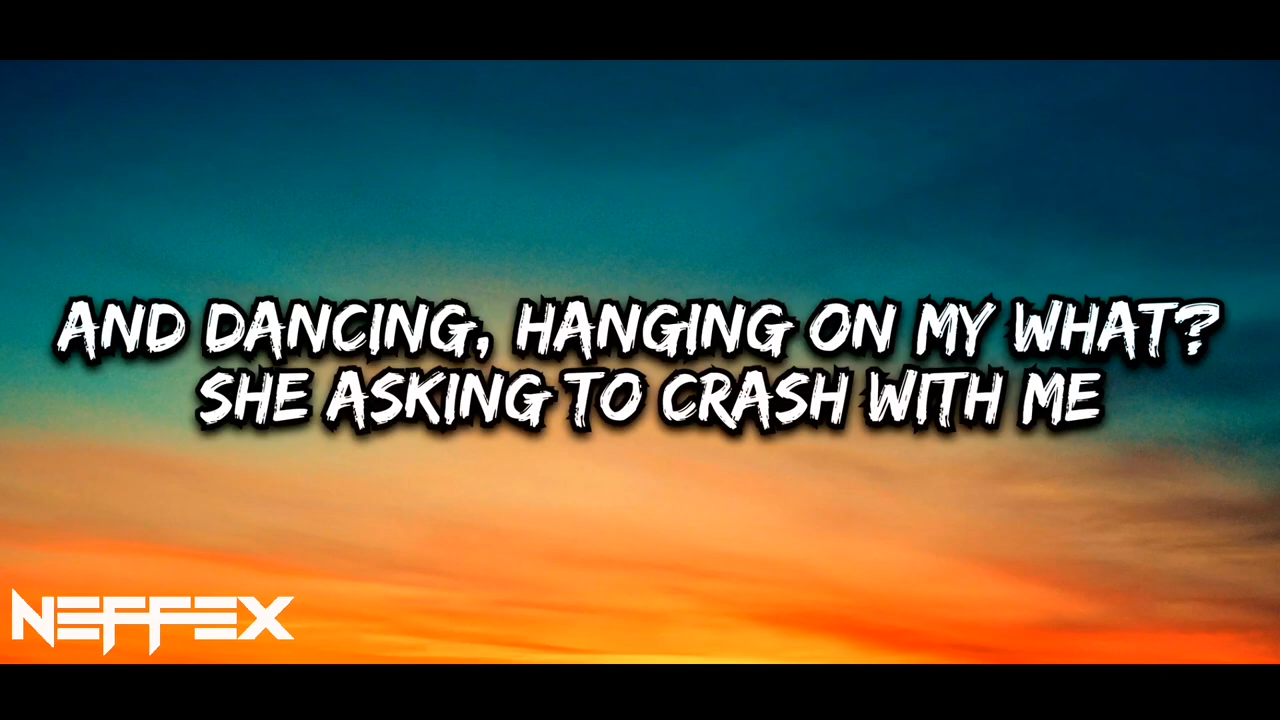 AND DANCING, HANGING ON MY WHAT?
SHE ASKING TO CRASH WITH ME
NEFFEX